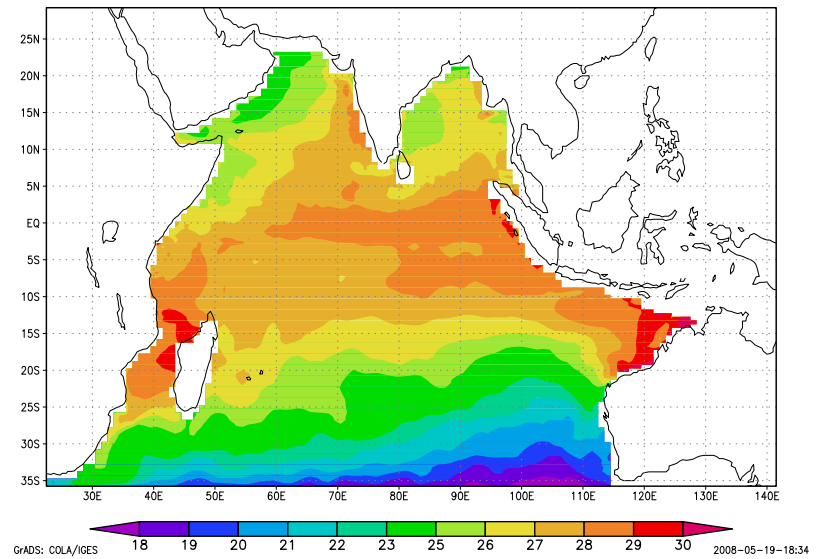 25N
20N
15N
10N
5N
EQ
5S
10S
15S
20S
25S
30S
35S
30E 40E 50E 60E 70E 80E 90E 100E 110E 120E 130E 140E
18 19 20 21 22 23 25 26 27 28 29 30
GrADS: COLA/IGES 2008-05-19-18:34